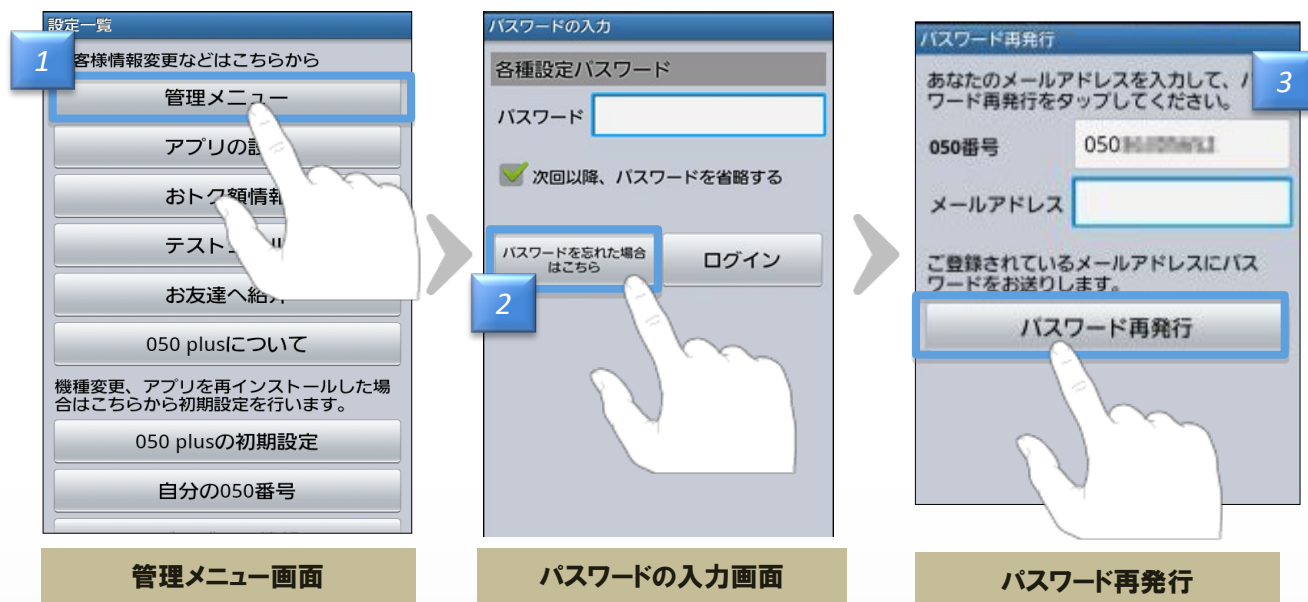 設定一覧
1
客様情報変更などはこちらから
管理メニュー
アプリの設
おトク額情報
テスト
お友達へ紹介
050 plusについて
機種変更、アプリを再インストールした場
合はこちらから初期設定を行います。
050 plusの初期設定
自分の050番号
管理メニュー画面
パスワードの入力
各種設定パスワード
パスワード
次回以降、パスワードを省略する
パスワードを忘れた場合
はこちら
ログイン
2
パスワードの入力画面
パスワード再発行
3
あなたのメールアドレスを入力して、パ
ワード再発行をタップしてください。
050番号
050
メールアドレス
ご登録されているメールアドレスにパス
ワードをお送りします。
パスワード再発行
パスワード再発行